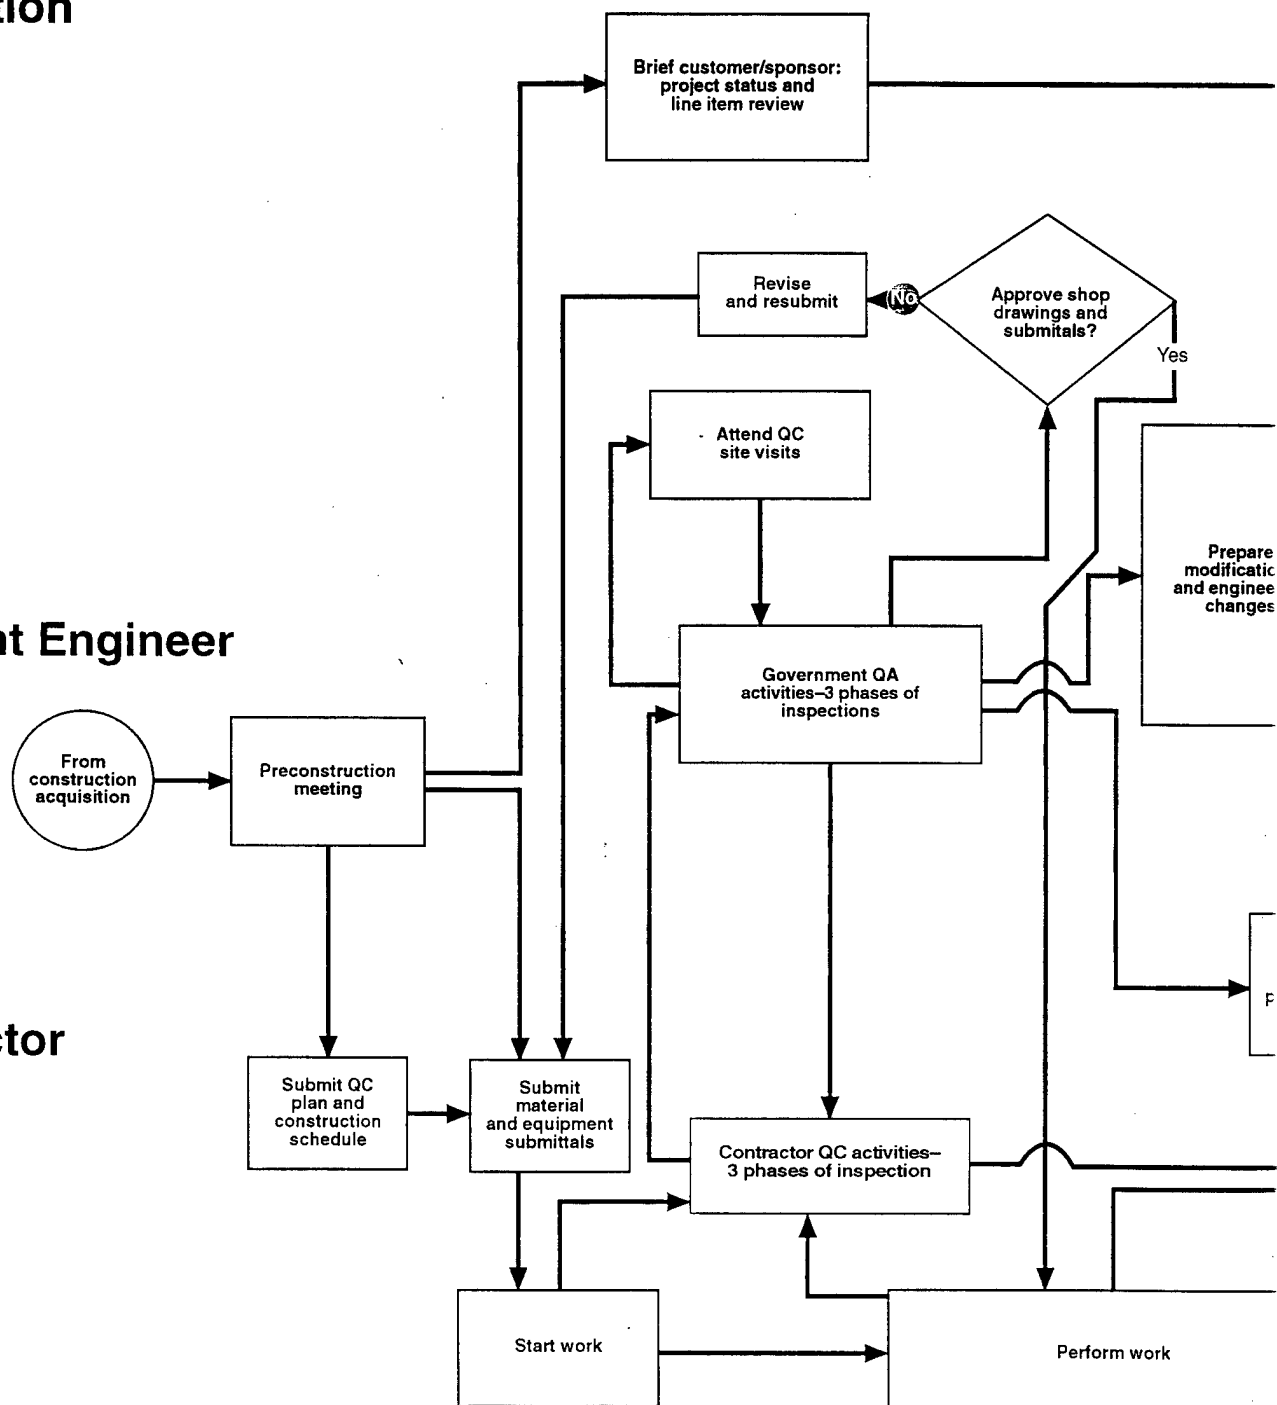 tion
Brief customer/sponsor:
project status and
line item review
Revise
and resubmit
No
Approve shop
drawings and
submitals?
Yes
Attend QC
site visits
Prepare
modificatic
and enginee
changes
nt Engineer
Government QA
activities–3 phases of
inspections
From
construction
acquisition
Preconstruction
meeting
p
ctor
Submit QC
plan and
construction
schedule
Submit
material
and equipment
submittals
Contractor QC activities–
3 phases of inspection
Start work
Perform work